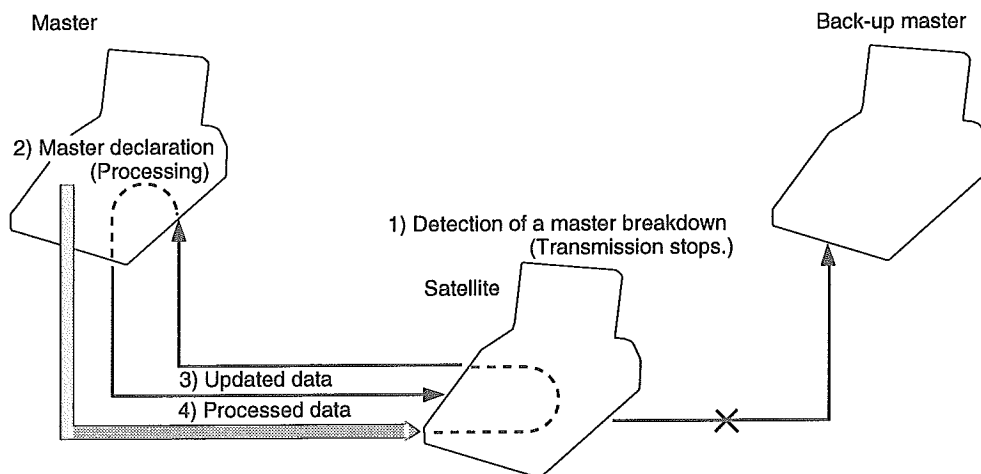 Master
Back-up master
2) Master declaration
(Processing)
1) Detection of a master breakdown
(Transmission stops.)
Satellite
3) Updated data
4) Processed data